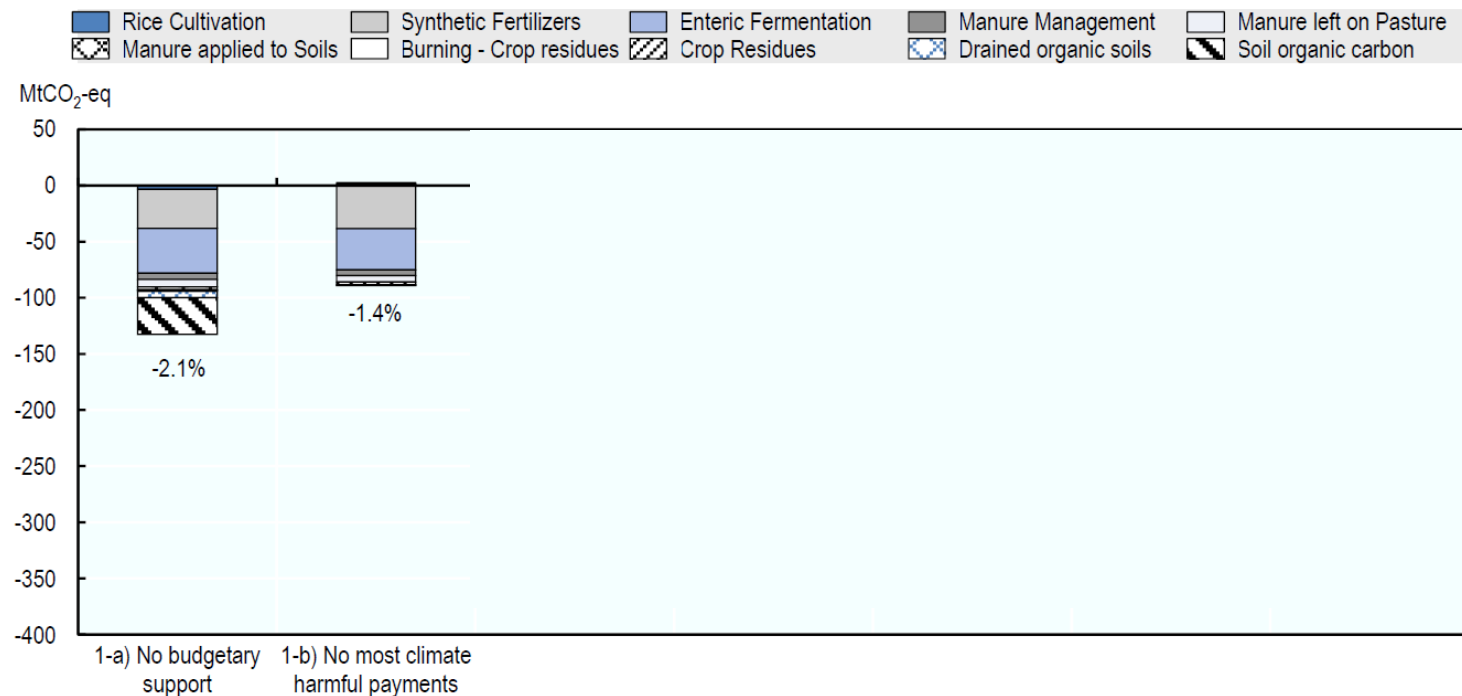 Rice Cultivation Synthetic Fertilizers Enteric Fermentation Manure Management Manure left on Pasture
Manure applied to Soils Burning - Crop residues Crop Residues Drained organic soils Soil organic carbon
MtCO₂-eq
50
0
-50
-100
-1.4%
-150
-2.1%
-200
-250
-300
-350
-400
1-a) No budgetary support
1-b) No most climate harmful payments